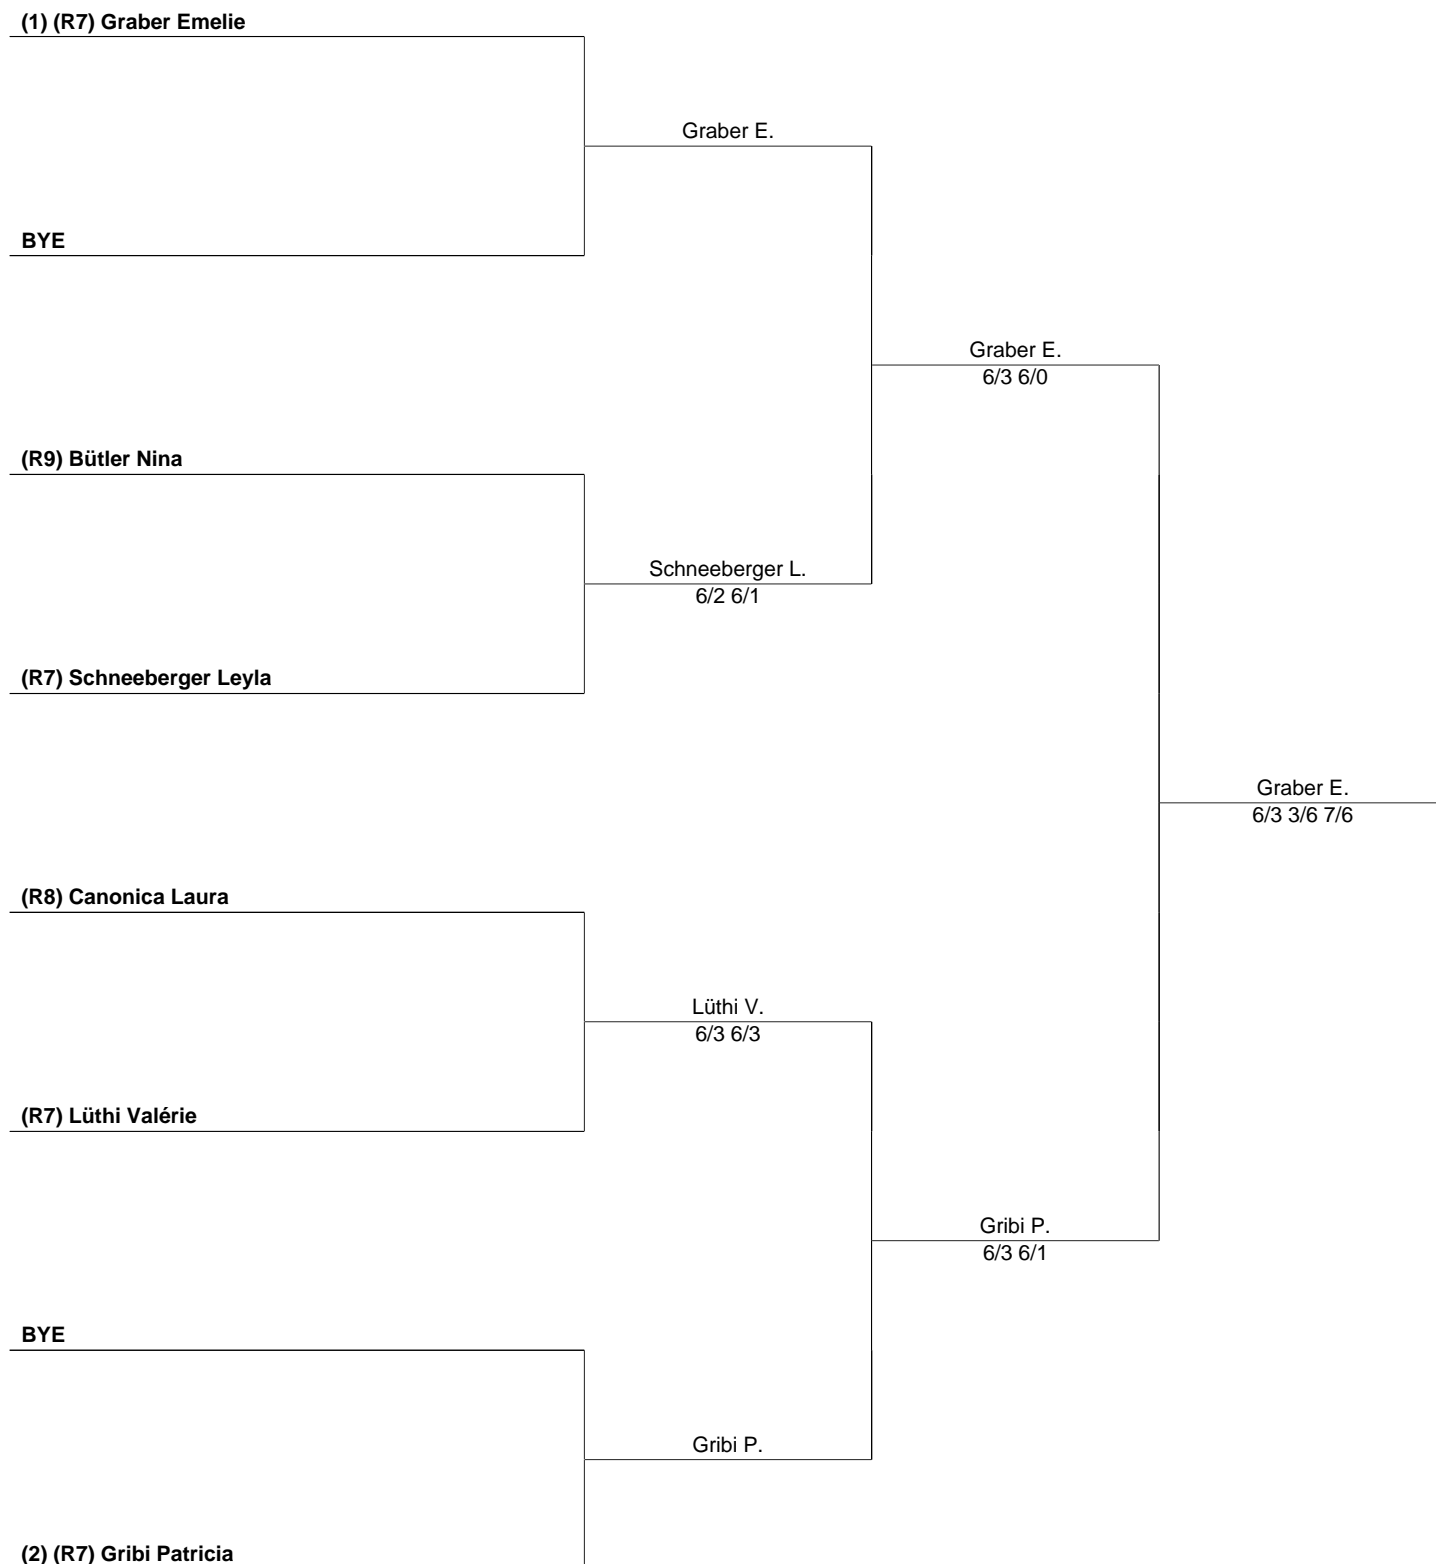 (1) (R7) Graber Emelie
Graber E.
BYE
Graber E.
6/3 6/0
(R9) Bütler Nina
Schneeberger L.
6/2 6/1
(R7) Schneeberger Leyla
Graber E.
6/3 3/6 7/6
(R8) Canonica Laura
Lüthi V.
6/3 6/3
(R7) Lüthi Valérie
Gribi P.
6/3 6/1
BYE
Gribi P.
(2) (R7) Gribi Patricia